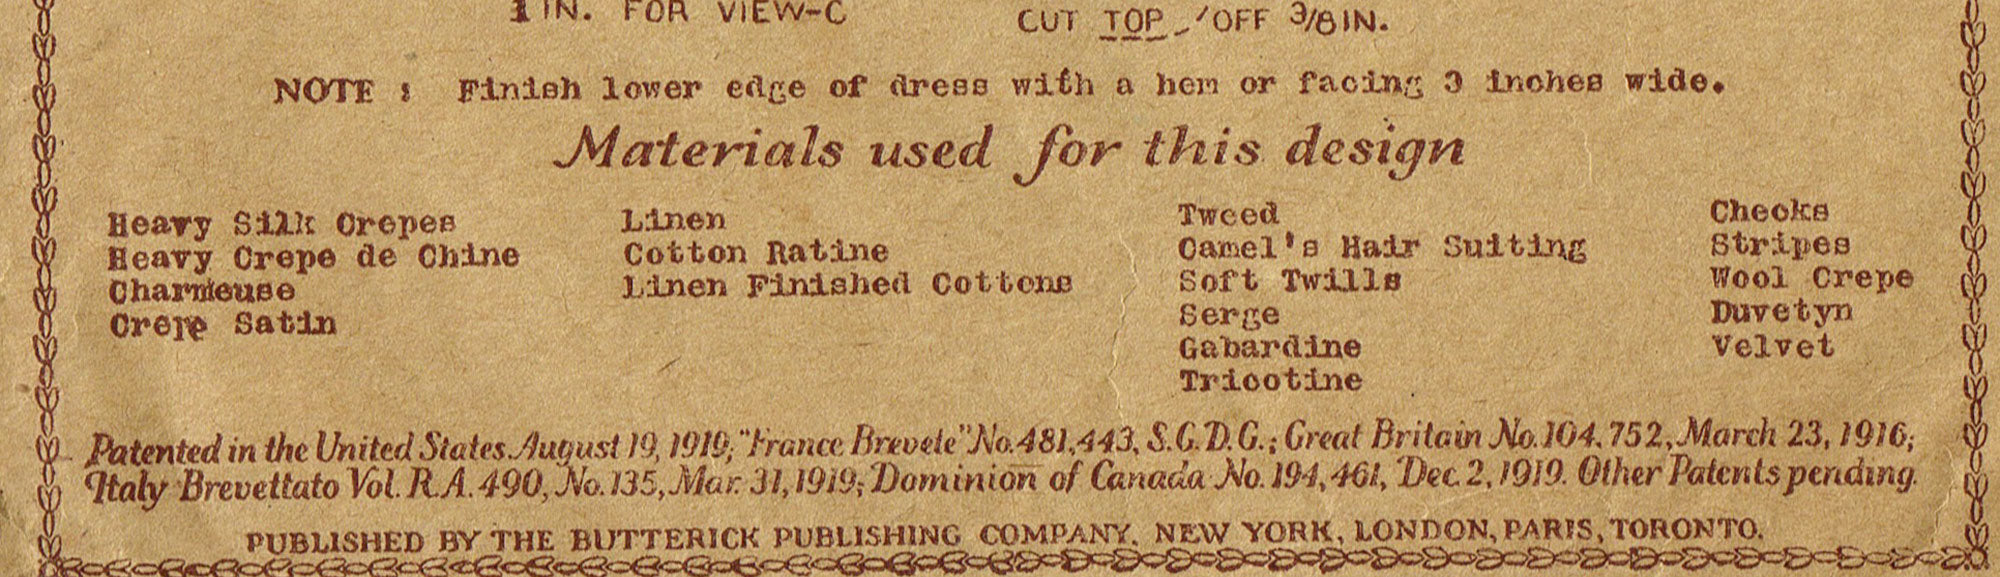 1 IN. FOR VIEW-C
CUT TOP -/OFF 3/8 IN.
NOTE : Finish lower edge of dress with a hem or facing 3 inches wide.
Materials used for this design
Heavy Silk Crepes
Heavy Crepe de Chine
Charmeuse
Crepe Satin
Linen
Cotton Ratine
Linen Finished Cottons
Tweed
Camel's Hair Suiting
Soft Twills
Serge
Gabardine
Tricotine
Checks
Stripes
Wool Crepe
Duvetyn
Velvet
Patented in the United States August 19, 1919; "France Brevete" No. 481,443, S.G.D.G.; Great Britain No. 104,752, March 23, 1916;
Italy Brevettato Vol. R.A. 490, No. 135, Mar. 31, 1919; Dominion of Canada No. 194,461, Dec. 2, 1919. Other Patents pending.
PUBLISHED BY THE BUTTERICK PUBLISHING COMPANY, NEW YORK, LONDON, PARIS, TORONTO.